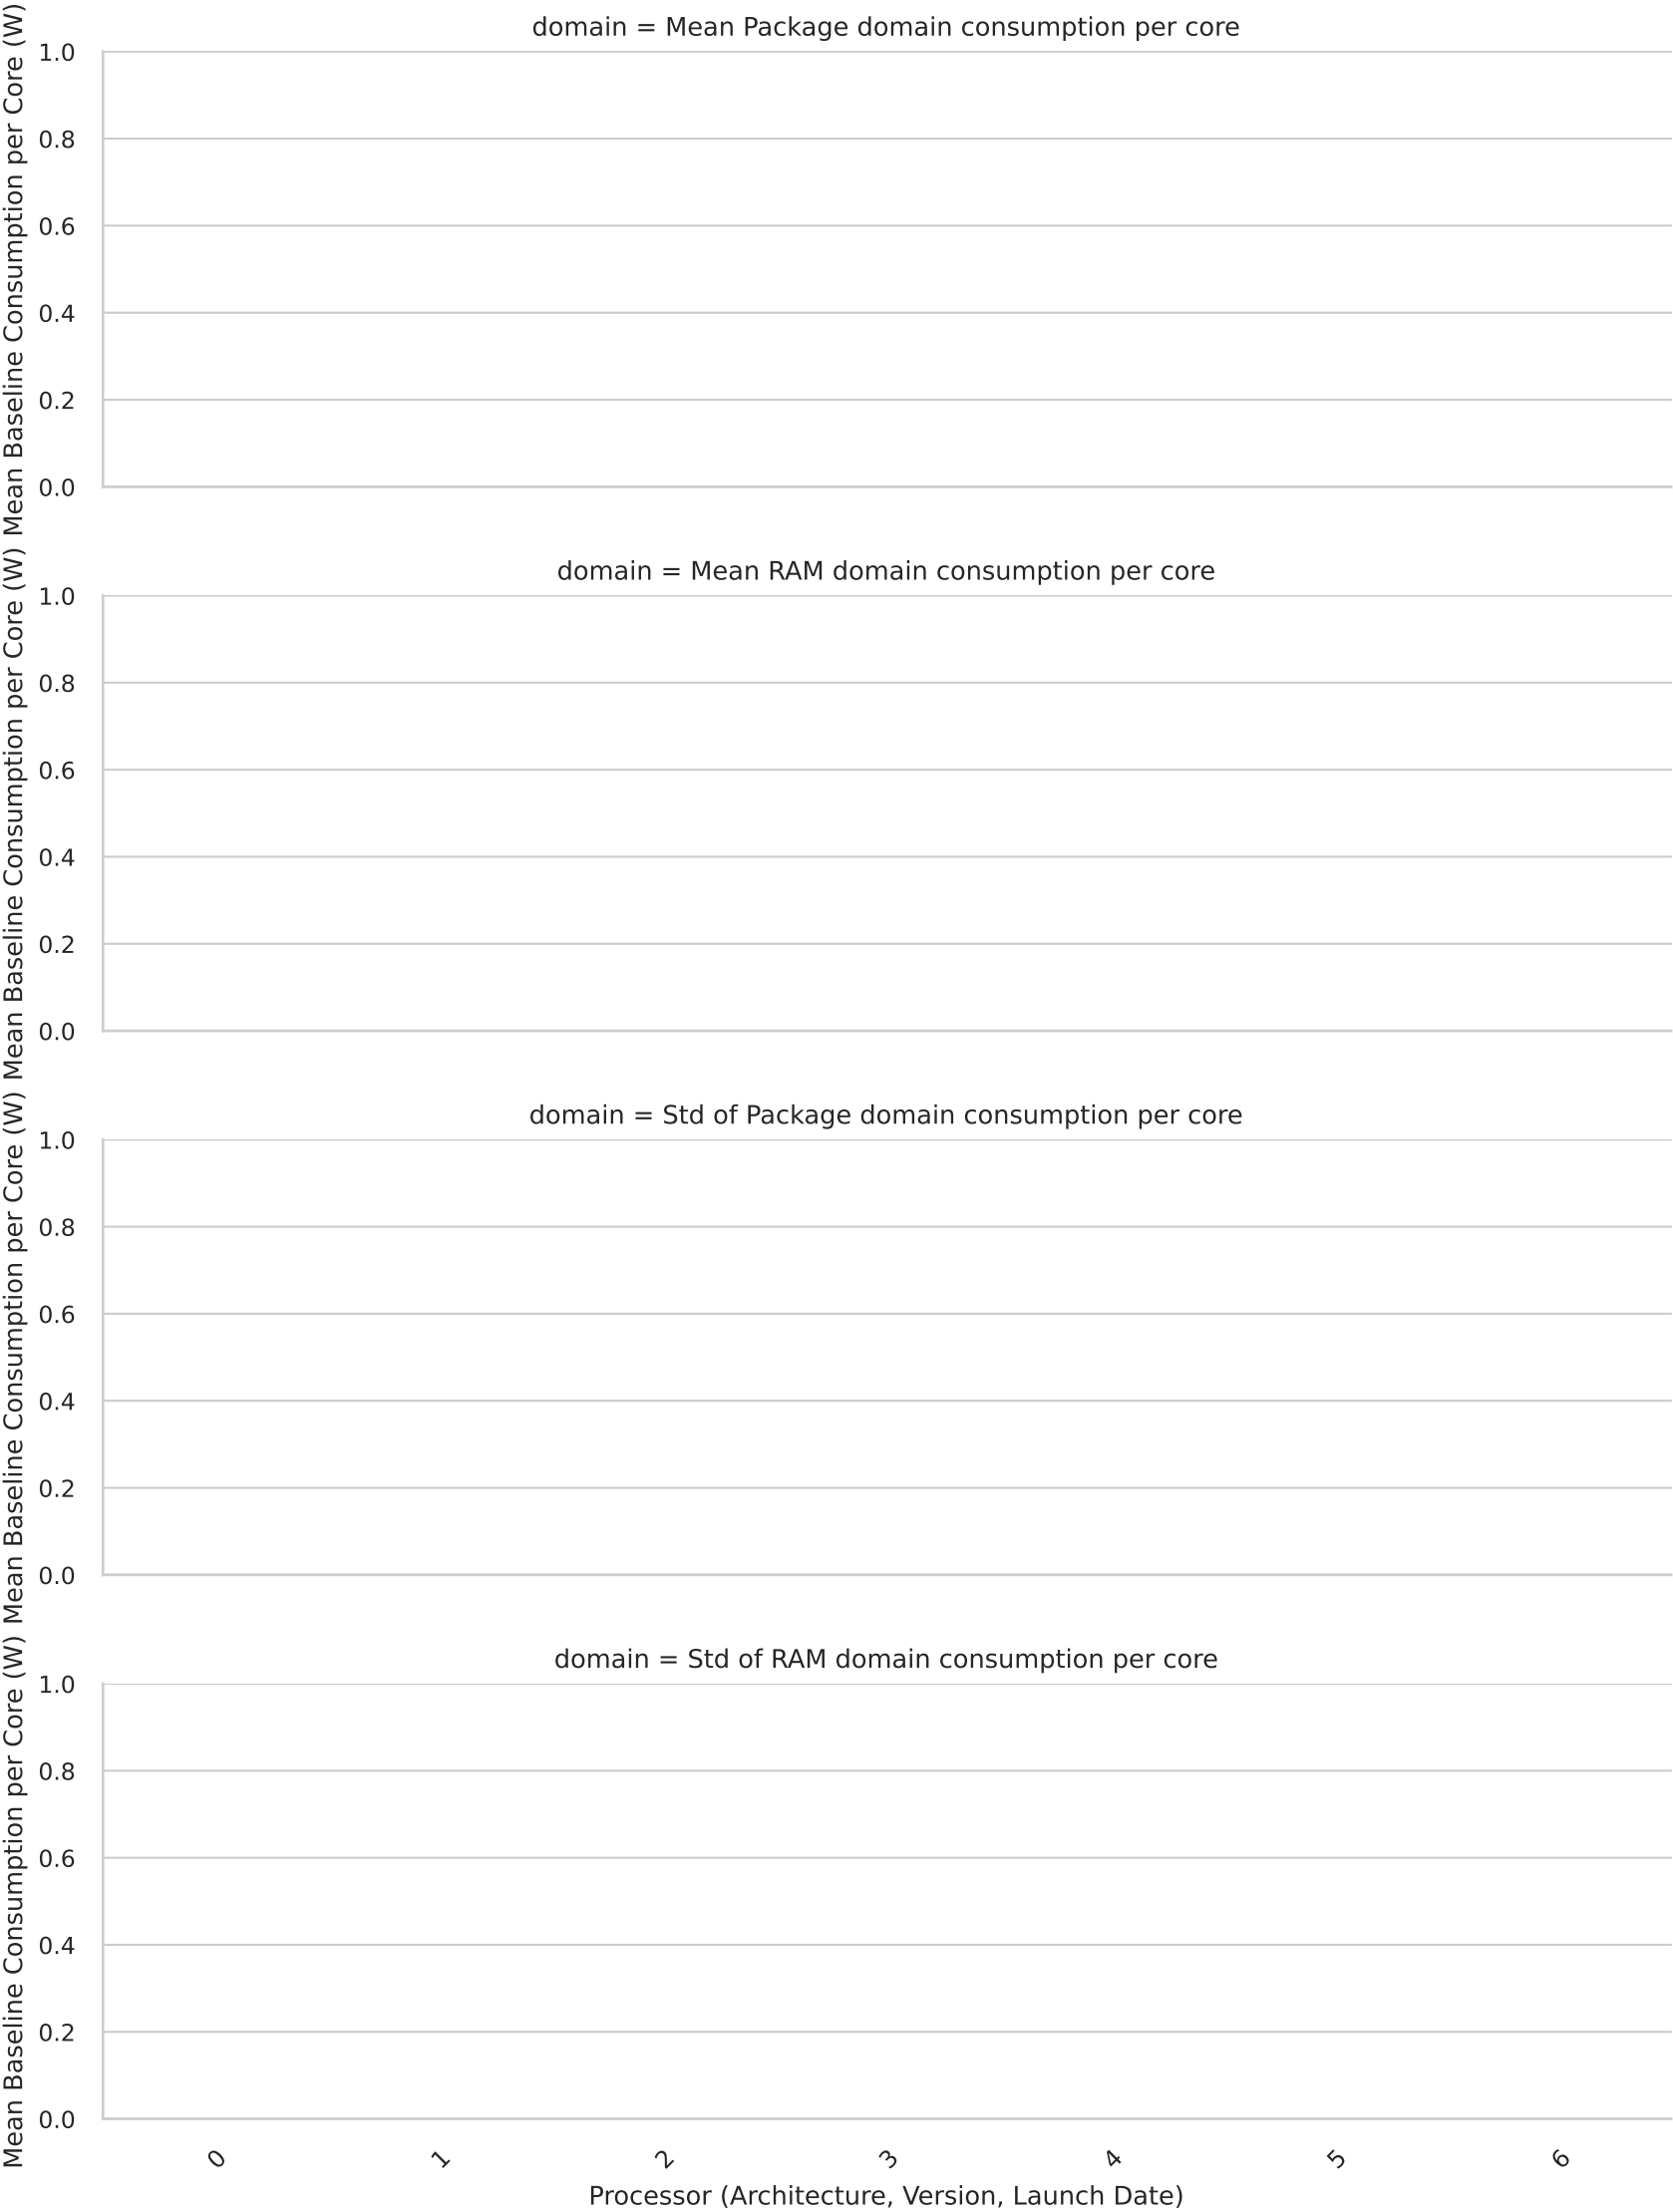 domain = Mean Package domain consumption per core
Mean Baseline Consumption per Core (W)
1.0
0.8
0.6
0.4
0.2
0.0
domain = Mean RAM domain consumption per core
Mean Baseline Consumption per Core (W)
1.0
0.8
0.6
0.4
0.2
0.0
domain = Std of Package domain consumption per core
Mean Baseline Consumption per Core (W)
1.0
0.8
0.6
0.4
0.2
0.0
domain = Std of RAM domain consumption per core
Mean Baseline Consumption per Core (W)
1.0
0.8
0.6
0.4
0.2
0.0
0 1 2 3 4 5 6
Processor (Architecture, Version, Launch Date)